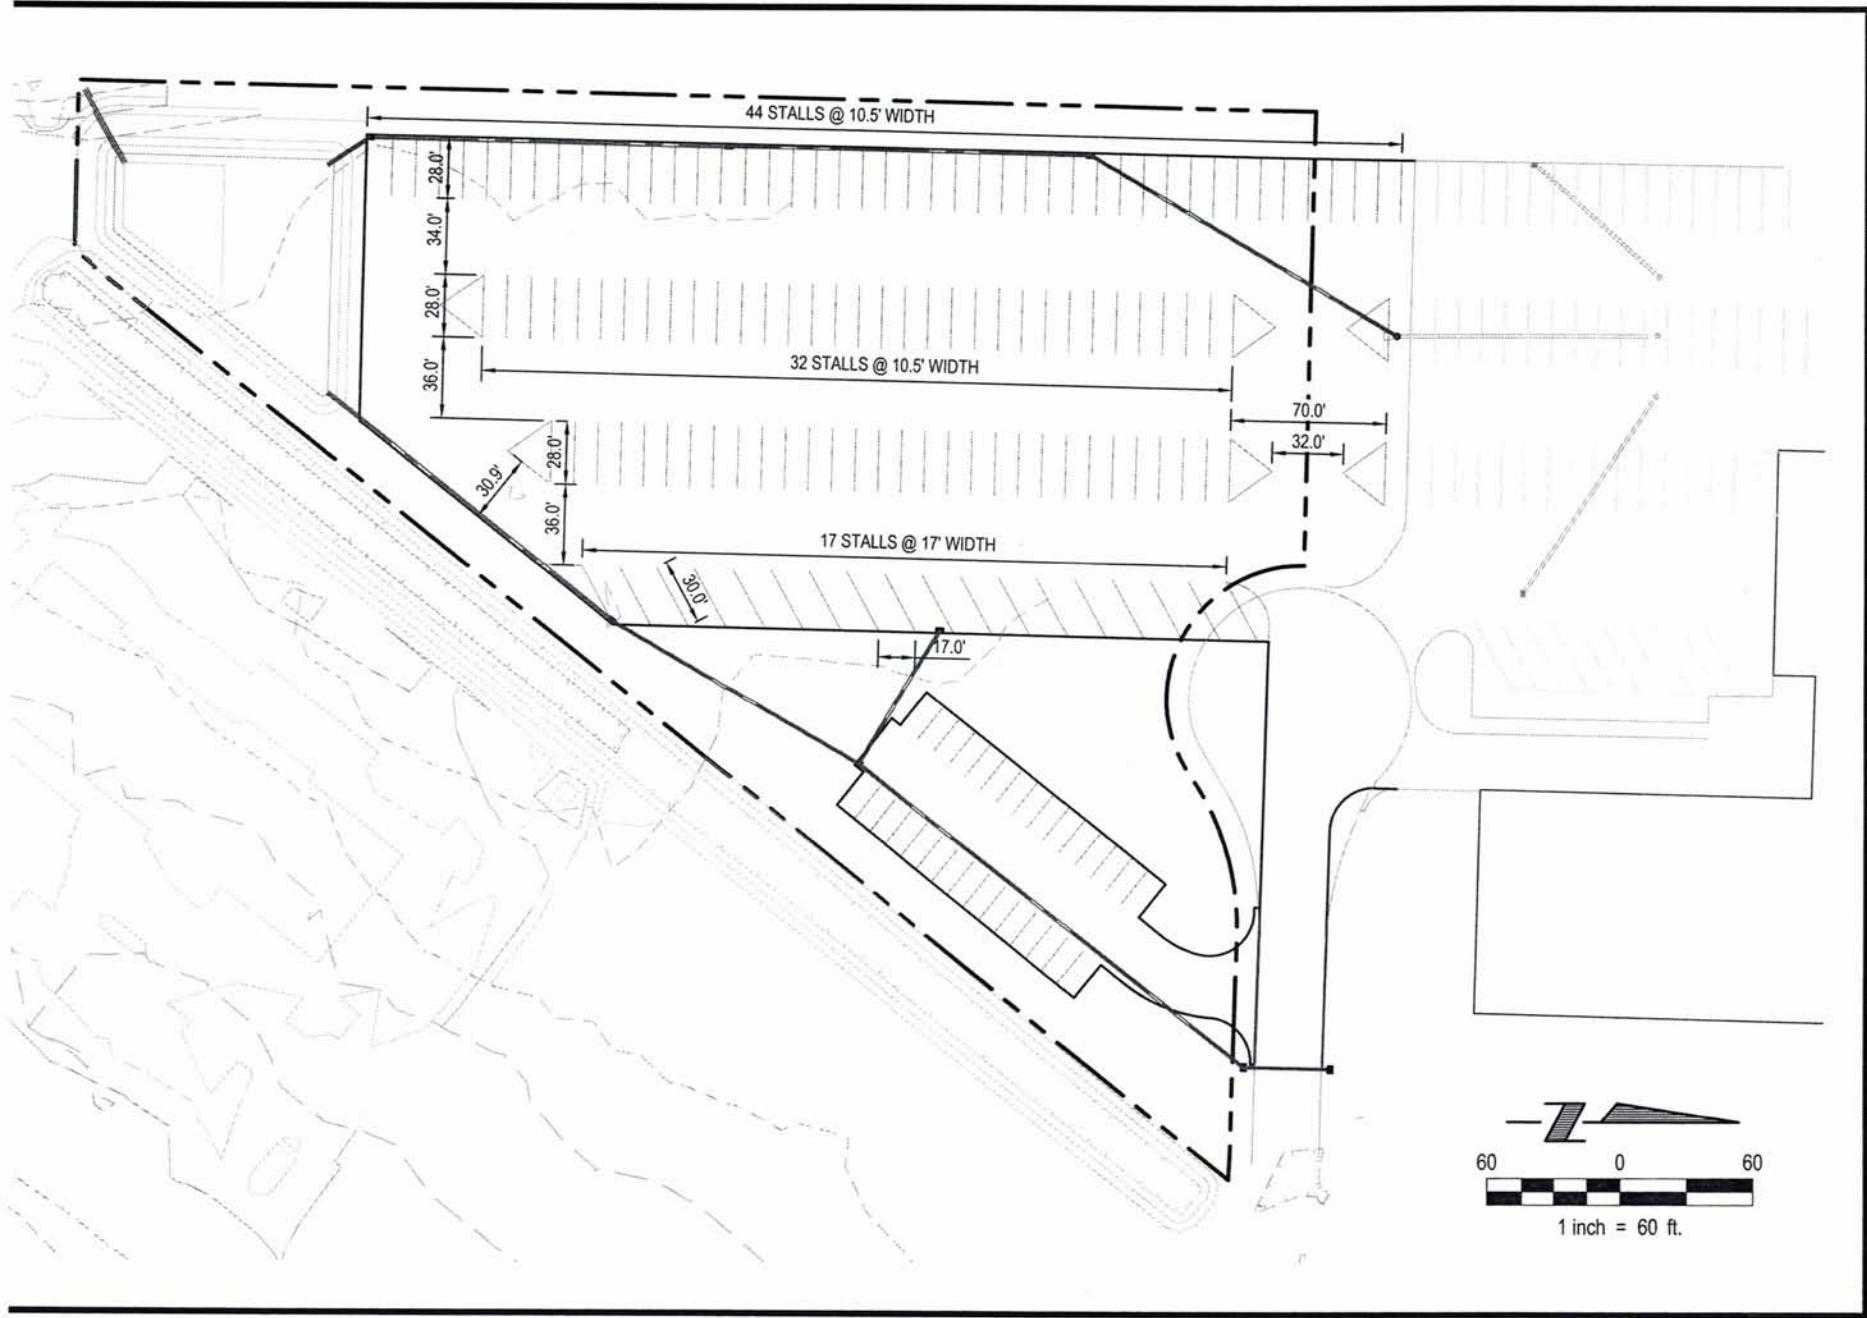 44 STALLS @ 10.5' WIDTH
28.0'
34.0'
28.0'
36.0'
32 STALLS @ 10.5' WIDTH
70.0'
32.0'
28.0'
30.9'
36.0'
17 STALLS @ 17' WIDTH
30.0'
17.0'
Z
60 0 60
1 inch = 60 ft.